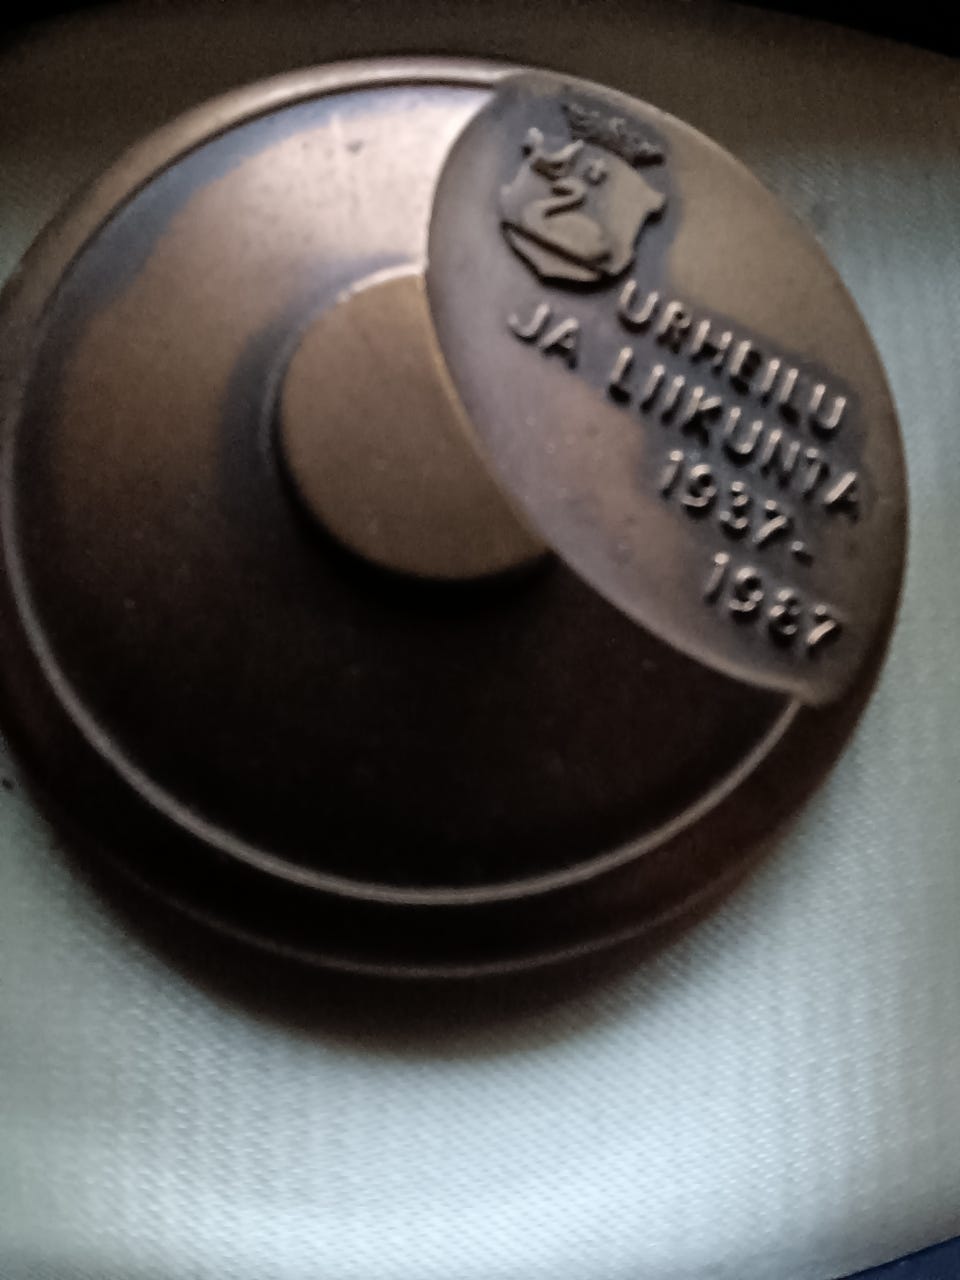 URHEILU
JA LIIKUNTA
1937-
1987